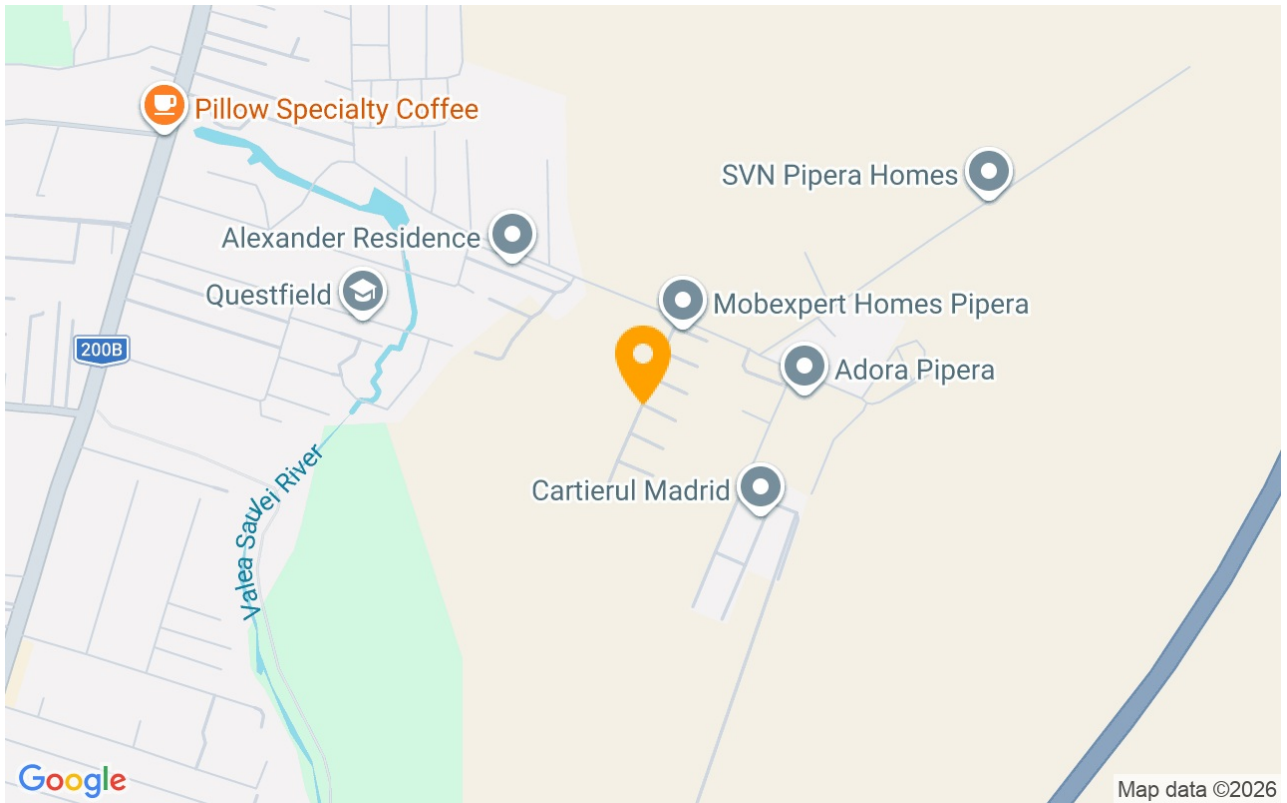 Pillow Specialty Coffee
SVN Pipera Homes
Alexander Residence
Questfield
Mobexpert Homes Pipera
200B
Adora Pipera
Cartierul Madrid
Valea Saulei River
Google
Map data ©2026